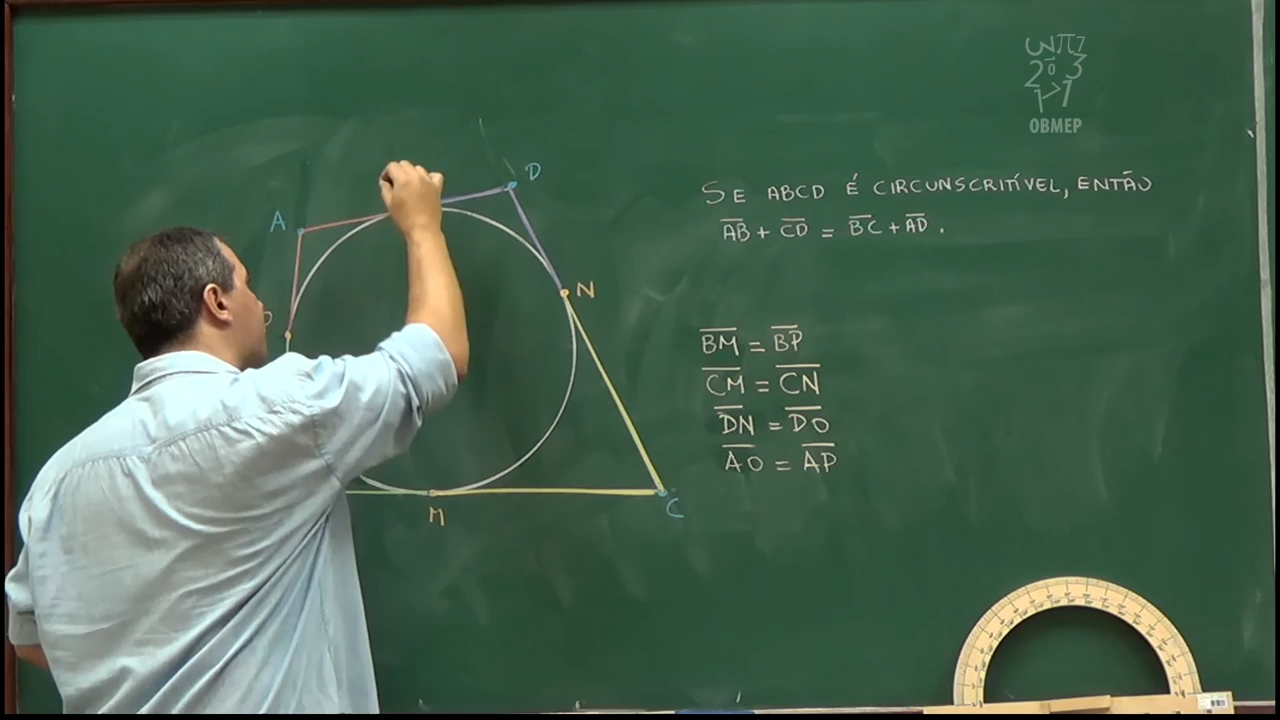 OBMEP
D
A
SE ABCD É CIRCUNSCRITÍVEL, ENTÃO
AB + CD = BC + AD.
N
P
BM = BP
CM = CN
DN = DO
AO = AP
M
C